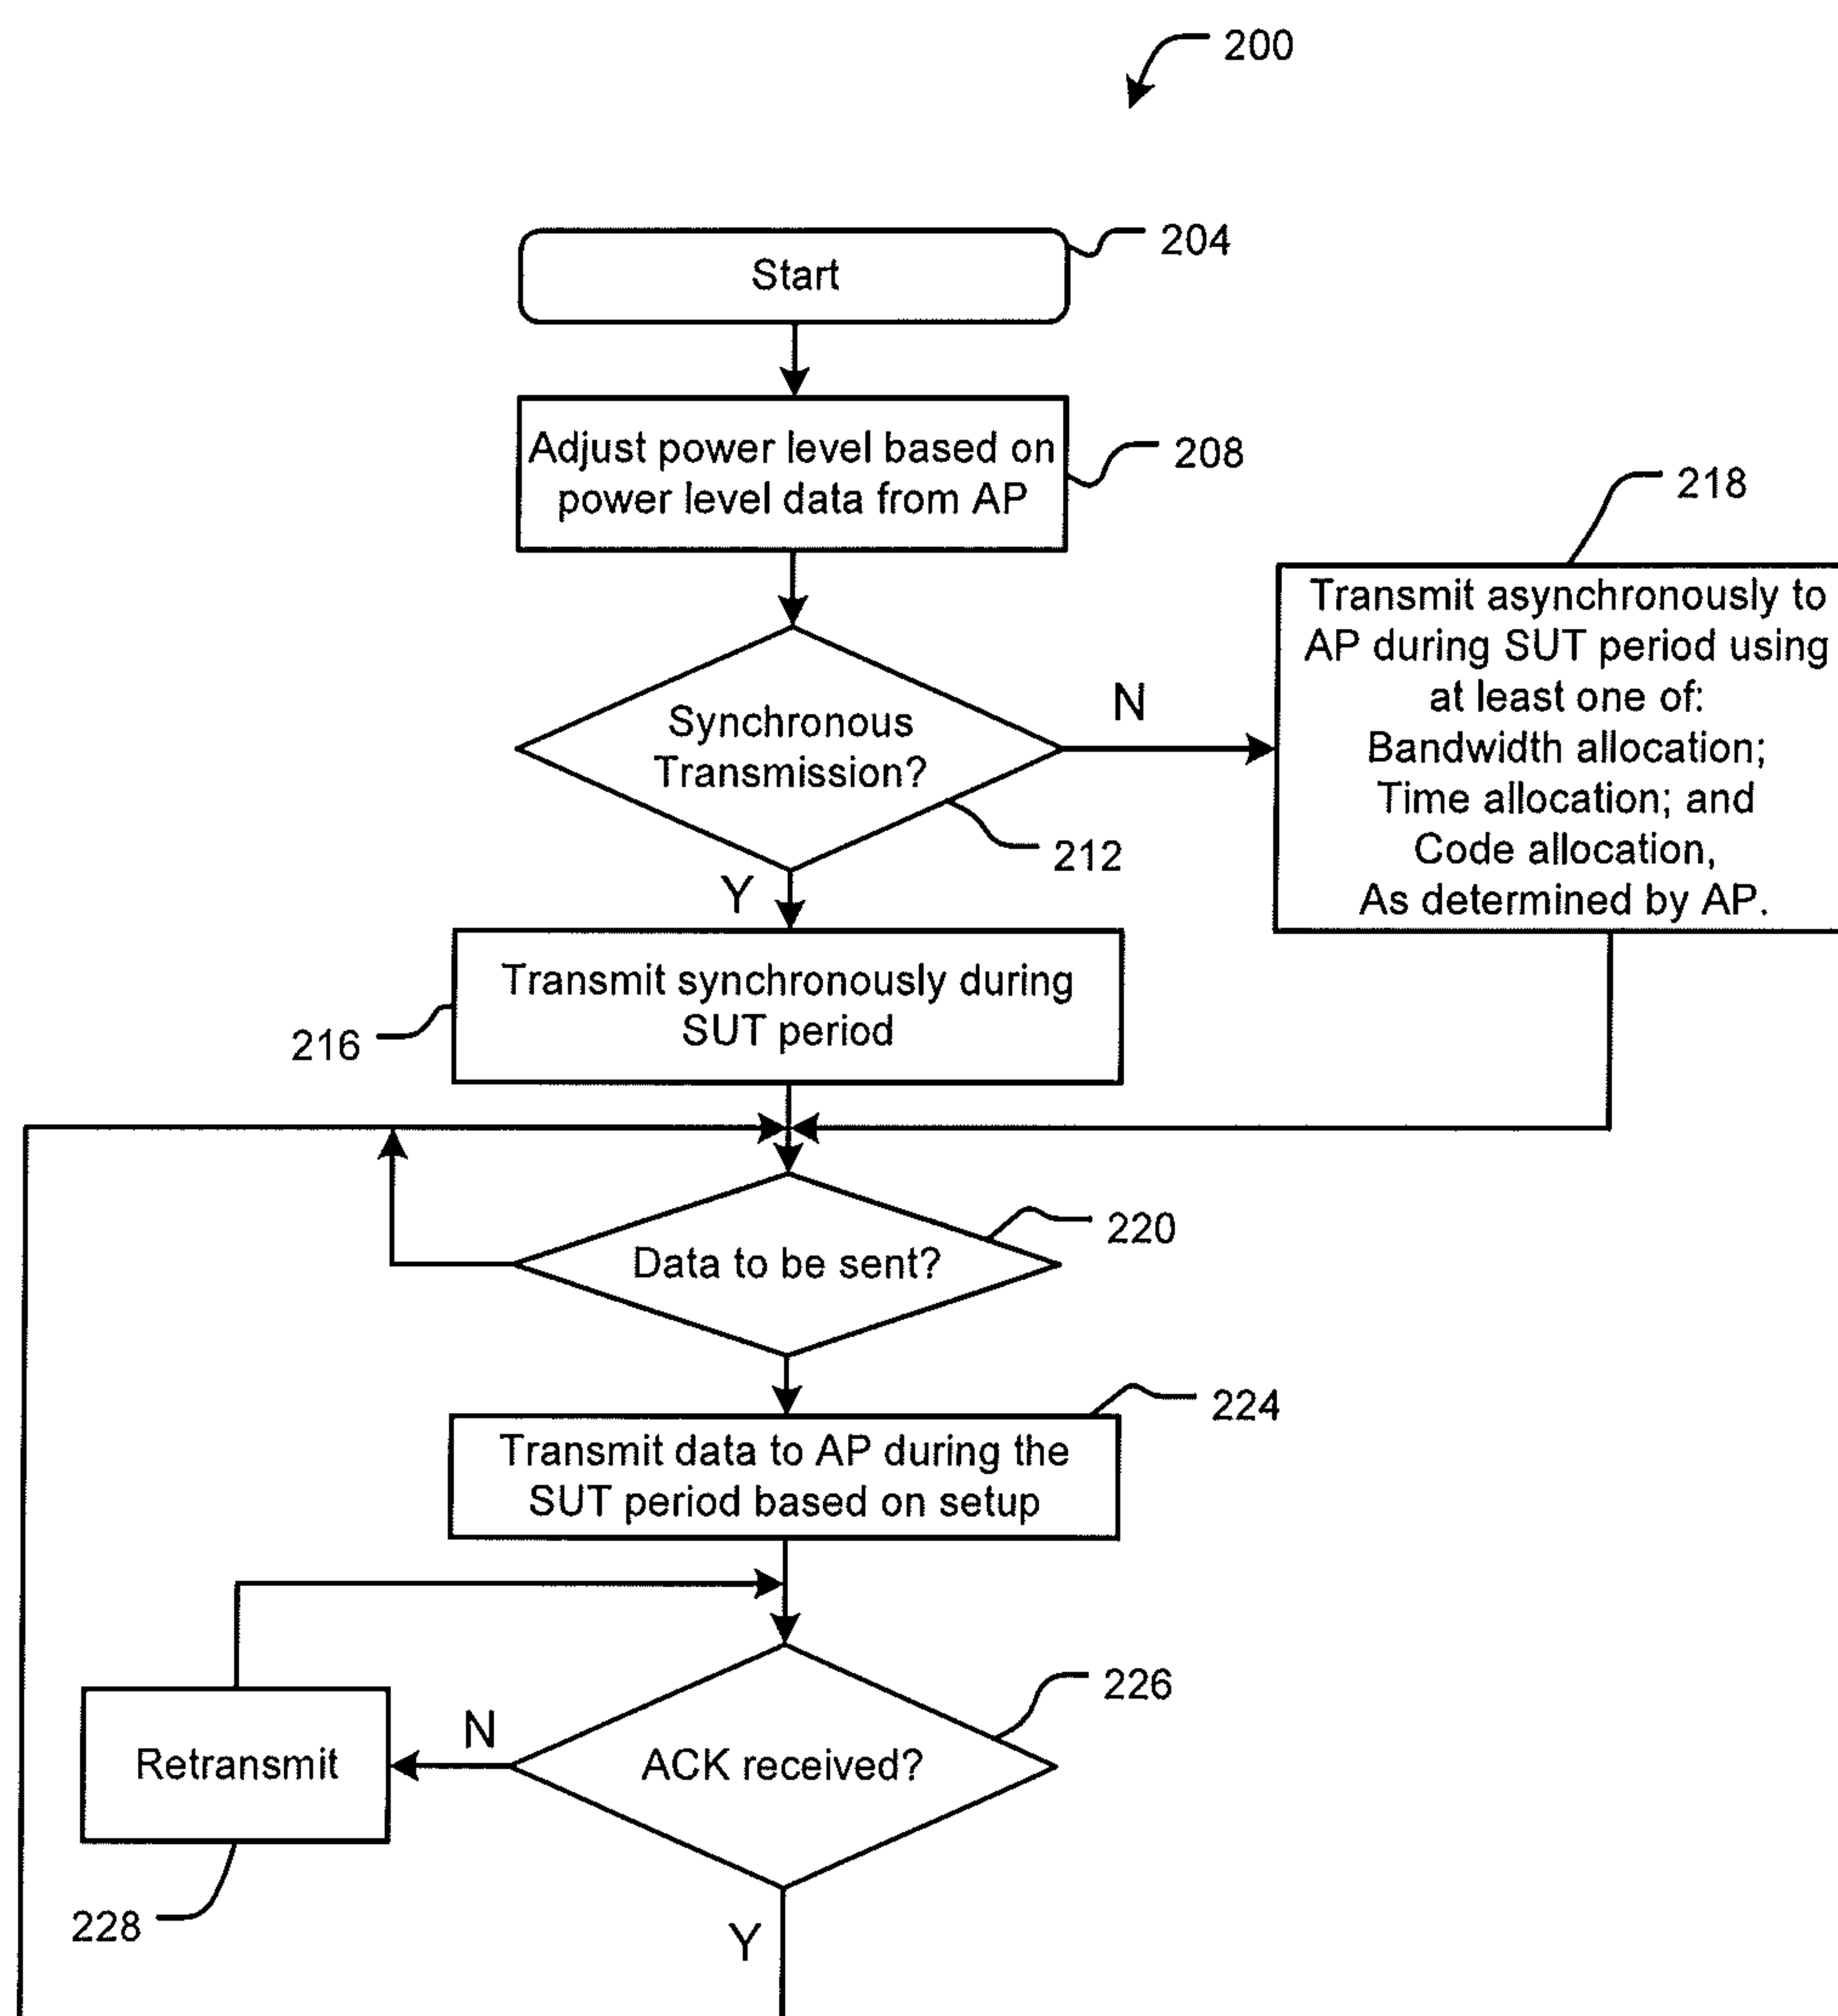 200
Start
204
Adjust power level based on
power level data from AP
208
Synchronous
Transmission?
N
212
218
Transmit asynchronously to
AP during SUT period using
at least one of:
Bandwidth allocation;
Time allocation; and
Code allocation,
As determined by AP.
Y
Transmit synchronously during
SUT period
216
Data to be sent?
220
Transmit data to AP during the
SUT period based on setup
224
ACK received?
226
N
Retransmit
228
Y